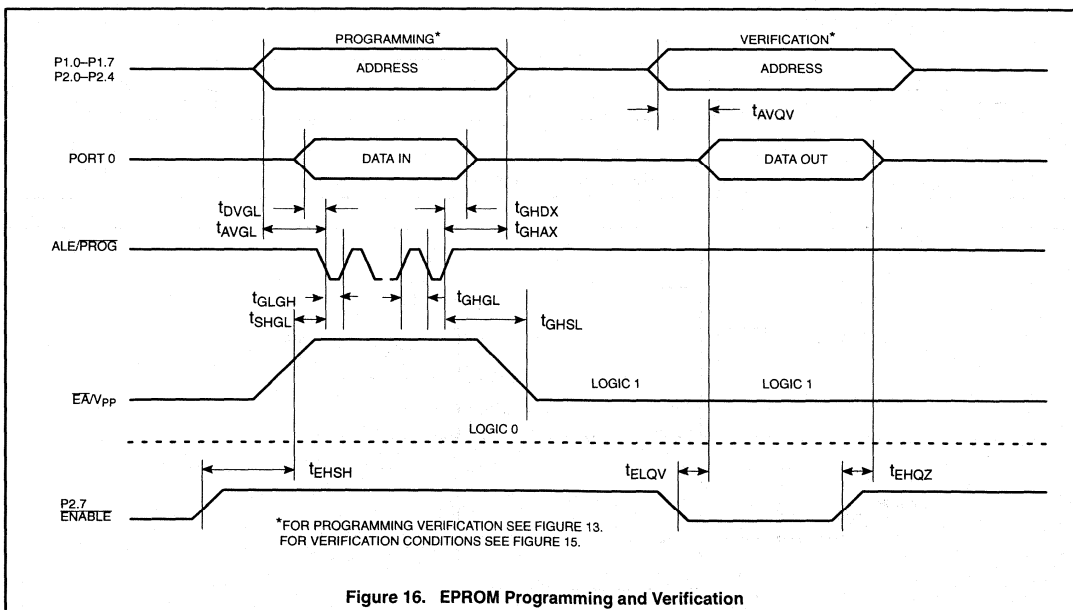 PROGRAMMING*
VERIFICATION*
P1.0–P1.7
P2.0–P2.4
ADDRESS
ADDRESS
tAVQV
PORT 0
DATA IN
DATA OUT
tDVGL
tGHDX
tAVGL
tGHAX
ALE/PROG
tGLGH
tGHGL
tSHGL
tGHSL
LOGIC 1
LOGIC 1
EA/VPP
LOGIC 0
tEHSH
tELQV
tEHQZ
P2.7
ENABLE
*FOR PROGRAMMING VERIFICATION SEE FIGURE 13.
FOR VERIFICATION CONDITIONS SEE FIGURE 15.
Figure 16. EPROM Programming and Verification